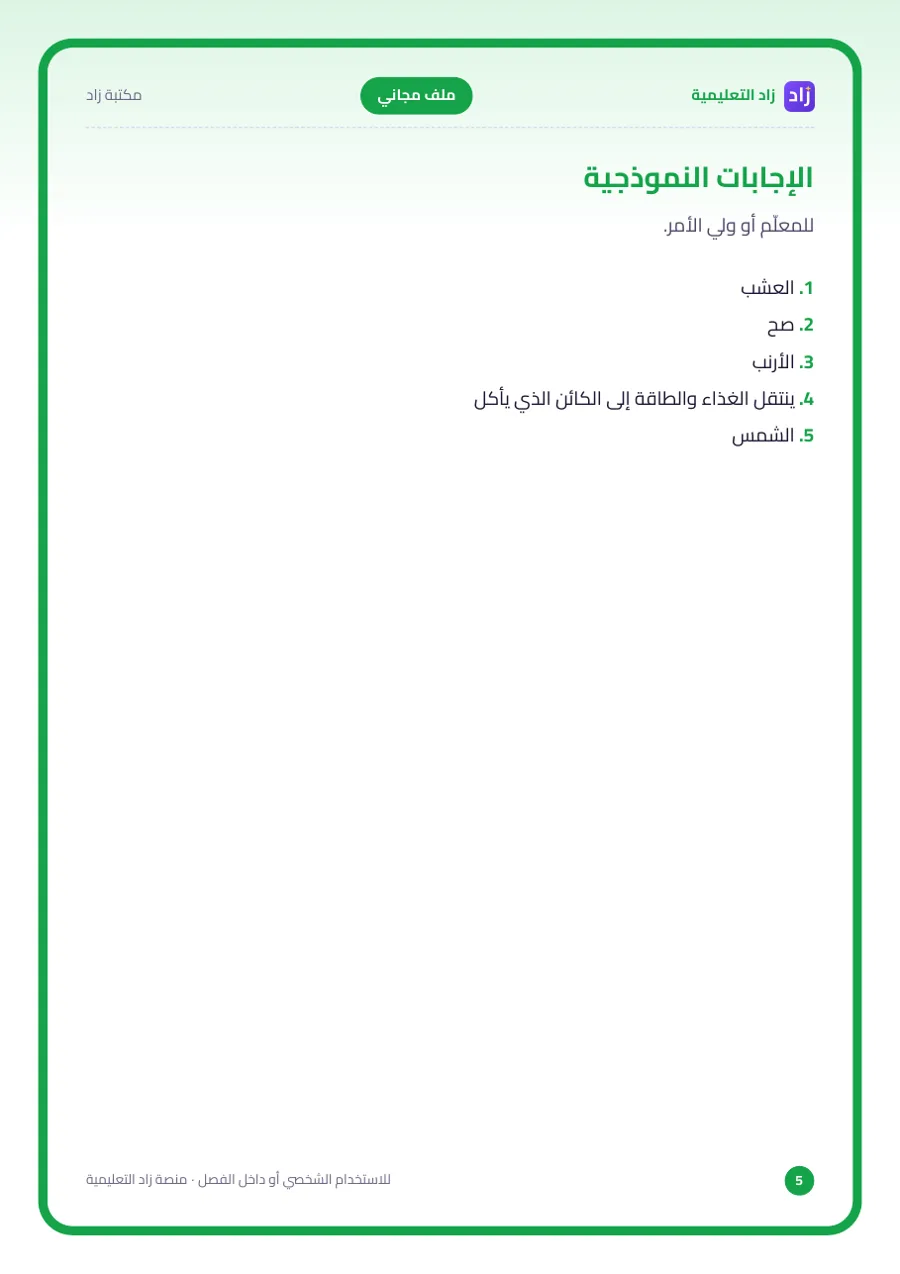 زاد زاد التعليمية
ملف مجاني
مكتبة زاد
الإجابات النموذجية
للمعلّم أو ولي الأمر.
1. العشب
2. صح
3. الأرنب
4. ينتقل الغذاء والطاقة إلى الكائن الذي يأكل
5. الشمس
5
للاستخدام الشخصي أو داخل الفصل · منصة زاد التعليمية